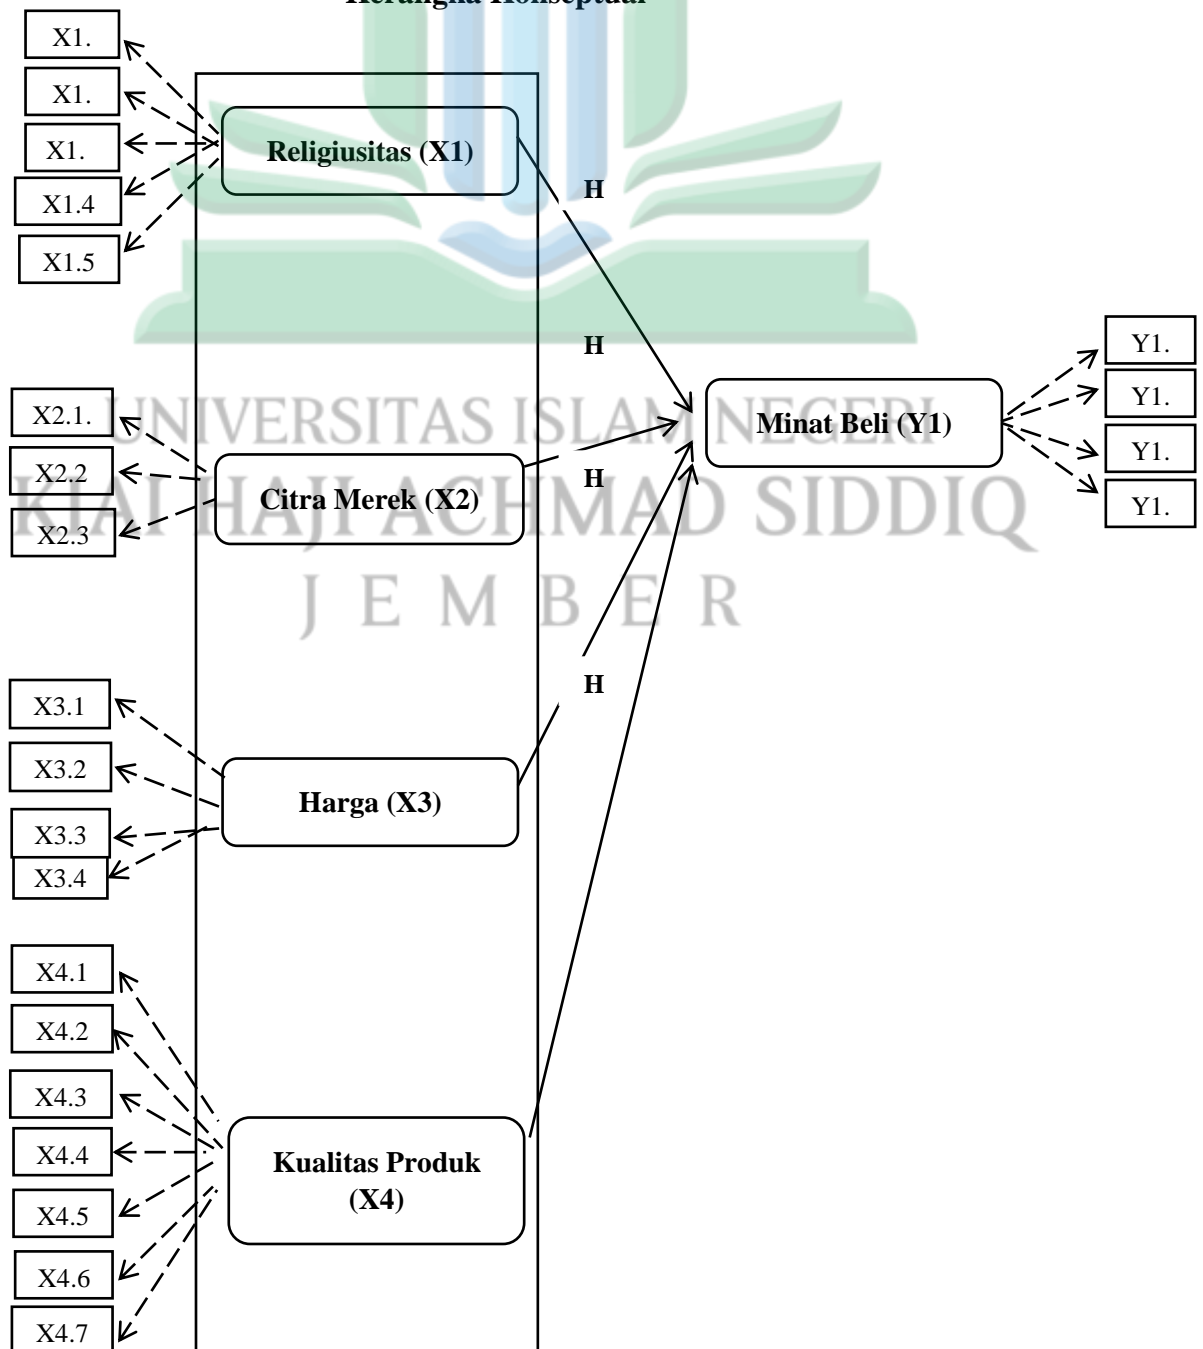 Kerangka Konseptual
X1.
X1.
X1.
X1.4
X1.5
Religiusitas (X1)
H
H
X2.1.
X2.2
X2.3
Citra Merek (X2)
H
Minat Beli (Y1)
Y1.
Y1.
Y1.
Y1.
UNIVERSITAS ISLAM NEGERI
KIAI HAJI ACHMAD SIDDIQ
JEMBER
X3.1
X3.2
X3.3
X3.4
Harga (X3)
H
X4.1
X4.2
X4.3
X4.4
X4.5
X4.6
X4.7
Kualitas Produk
(X4)